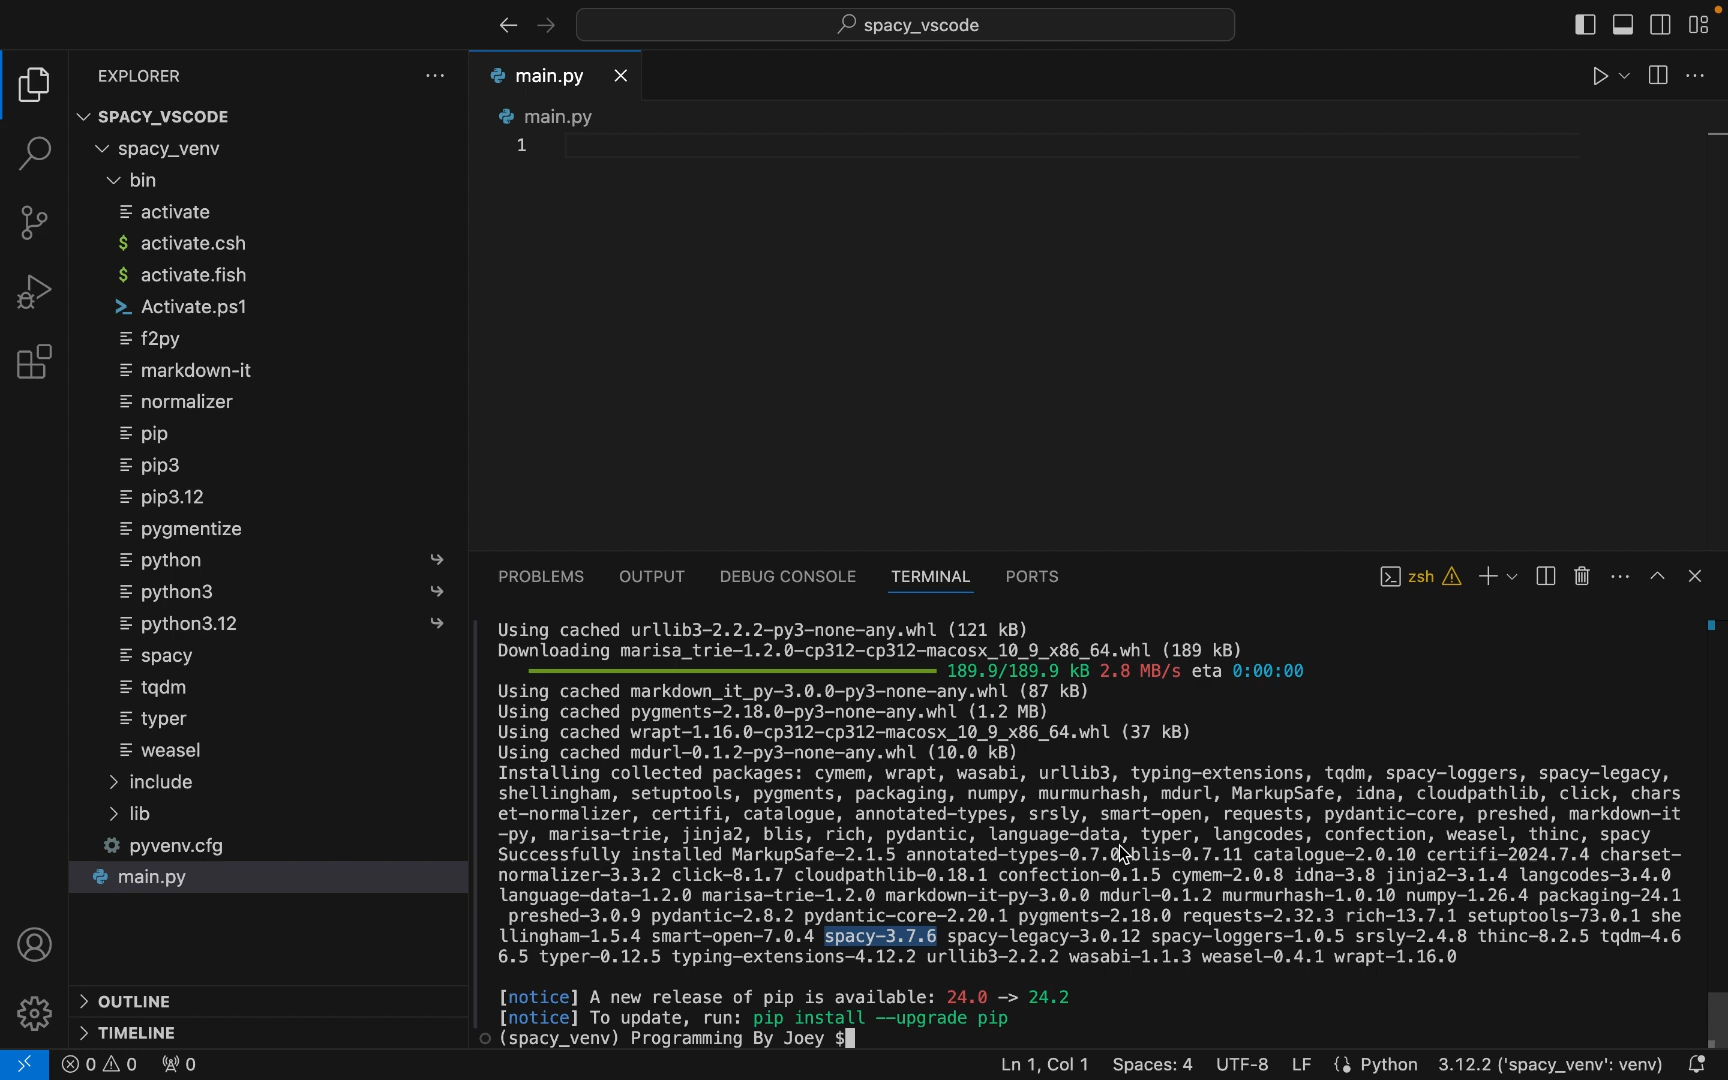 spacy_vscode
EXPLORER
SPACY_VSCODE
spacy_venv
bin
activate
$ activate.csh
$ activate.fish
Activate.ps1
f2py
markdown-it
normalizer
pip
pip3
pip3.12
pygmentize
python
python3
python3.12
spacy
tqdm
typer
weasel
include
lib
pyvenv.cfg
main.py
OUTLINE
TIMELINE
main.py
main.py
1
PROBLEMS OUTPUT DEBUG CONSOLE TERMINAL PORTS
zsh
Using cached urllib3-2.2.2-py3-none-any.whl (121 kB)
Downloading marisa_trie-1.2.0-cp312-cp312-macosx_10_9_x86_64.whl (189 kB)
189.9/189.9 kB 2.8 MB/s eta 0:00:00
Using cached markdown_it_py-3.0.0-py3-none-any.whl (87 kB)
Using cached pygments-2.18.0-py3-none-any.whl (1.2 MB)
Using cached wrapt-1.16.0-cp312-cp312-macosx_10_9_x86_64.whl (37 kB)
Using cached mdurl-0.1.2-py3-none-any.whl (10.0 kB)
Installing collected packages: cymem, wrapt, wasabi, urllib3, typing-extensions, tqdm, spacy-loggers, spacy-legacy,
shellingham, setuptools, pygments, packaging, numpy, murmurhash, mdurl, MarkupSafe, idna, cloudpathlib, click, chars
et-normalizer, certifi, catalogue, annotated-types, srsly, smart-open, requests, pydantic-core, preshed, markdown-it
-py, marisa-trie, jinja2, blis, rich, pydantic, language-data, typer, langcodes, confection, weasel, thinc, spacy
Successfully installed MarkupSafe-2.1.5 annotated-types-0.7.0 blis-0.7.11 catalogue-2.0.10 certifi-2024.7.4 charset-
normalizer-3.3.2 click-8.1.7 cloudpathlib-0.18.1 confection-0.1.5 cymem-2.0.8 idna-3.8 jinja2-3.1.4 langcodes-3.4.0
language-data-1.2.0 marisa-trie-1.2.0 markdown-it-py-3.0.0 mdurl-0.1.2 murmurhash-1.0.10 numpy-1.26.4 packaging-24.1
preshed-3.0.9 pydantic-2.8.2 pydantic-core-2.20.1 pygments-2.18.0 requests-2.32.3 rich-13.7.1 setuptools-73.0.1 she
llingham-1.5.4 smart-open-7.0.4 spacy-3.7.6 spacy-legacy-3.0.12 spacy-loggers-1.0.5 srsly-2.4.8 thinc-8.2.5 tqdm-4.6
6.5 typer-0.12.5 typing-extensions-4.12.2 urllib3-2.2.2 wasabi-1.1.3 weasel-0.4.1 wrapt-1.16.0
[notice] A new release of pip is available: 24.0 -> 24.2
[notice] To update, run: pip install --upgrade pip
(spacy_venv) Programming By Joey $
0 0 0 Ln 1, Col 1 Spaces: 4 UTF-8 LF Python 3.12.2 ('spacy_venv': venv)